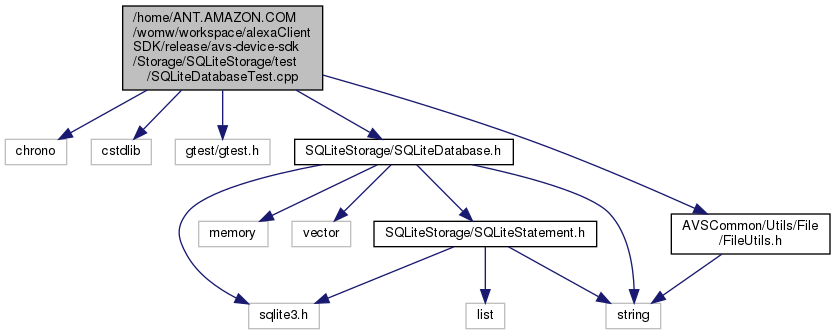 /home/ANT.AMAZON.COM
/womw/workspace/alexaClient
SDK/release/avs-device-sdk
/Storage/SQLiteStorage/test
/SQLiteDatabaseTest.cpp
chrono
cstdlib
gtest/gtest.h
SQLiteStorage/SQLiteDatabase.h
memory
vector
SQLiteStorage/SQLiteStatement.h
AVSCommon/Utils/File
/FileUtils.h
sqlite3.h
list
string